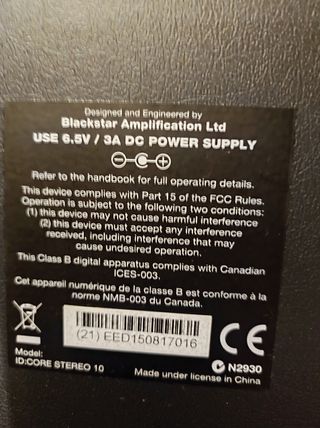 Designed and Engineered by
Blackstar Amplification Ltd
USE 6.5V / 3A DC POWER SUPPLY
Refer to the handbook for full operating details.
This device complies with Part 15 of the FCC Rules.
Operation is subject to the following two conditions:
(1) this device may not cause harmful interference
(2) this device must accept any interference
received, including interference that may
cause undesired operation.
This Class B digital apparatus complies with Canadian
ICES-003.
Cet appareil numérique de la classe B est conforme à la
norme NMB-003 du Canada.
(21) EED150817016
CE
N2930
Model:
ID:CORE STEREO 10
Made under license in China